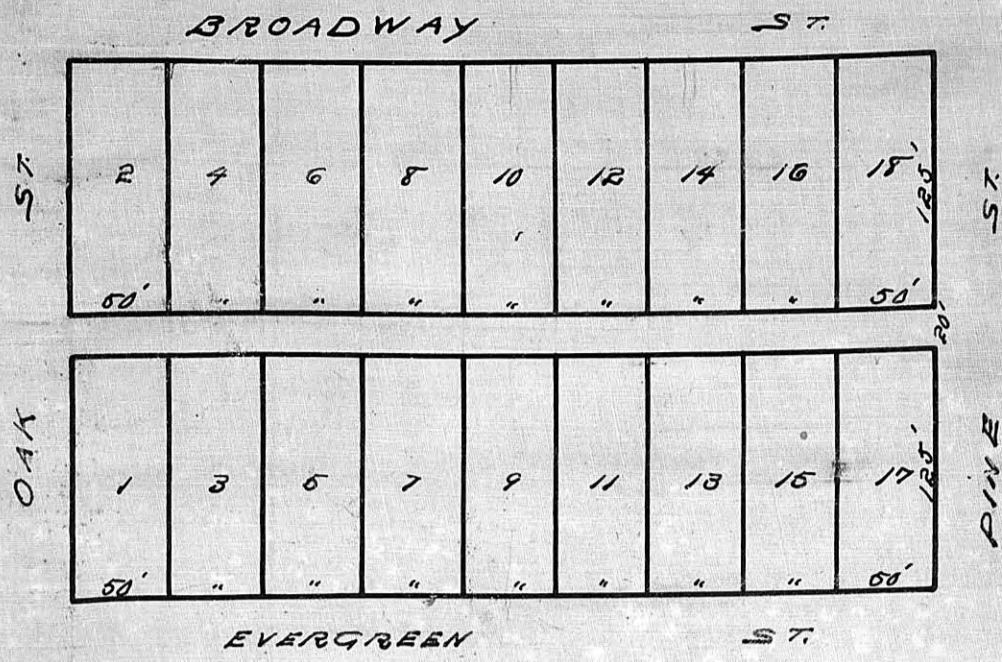 BROADWAY ST.
OAK ST.
2 4 6 8 10 12 14 16 18
125'
50' " " " " " " " 50'
20'
1 3 5 7 9 11 13 15 17
125'
50' " " " " " " " 50'
PINE ST.
EVERGREEN ST.